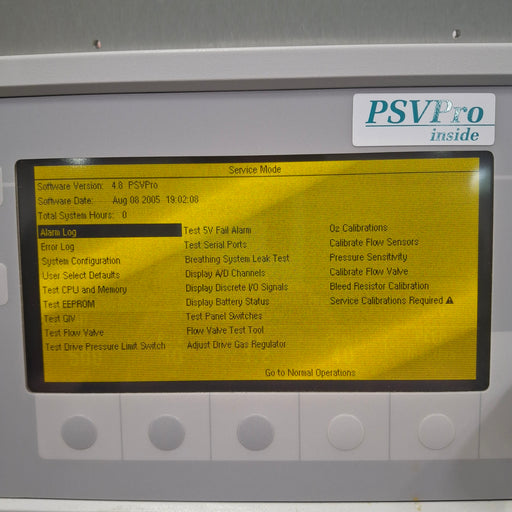 PSVPro
inside
Service Mode
Software Version: 4.8 PSVPro
Software Date: Aug 08 2005 19:02:08
Total System Hours: 0
Alarm Log
Error Log
System Configuration
User Select Defaults
Test CPU and Memory
Test EEPROM
Test GIV
Test Flow Valve
Test Drive Pressure Limit Switch
Test 5V Fail Alarm
Test Serial Ports
Breathing System Leak Test
Display A/D Channels
Display Discrete I/O Signals
Display Battery Status
Test Panel Switches
Flow Valve Test Tool
Adjust Drive Gas Regulator
O2 Calibrations
Calibrate Flow Sensors
Pressure Sensitivity
Calibrate Flow Valve
Bleed Resistor Calibration
Service Calibrations Required
Go to Normal Operations